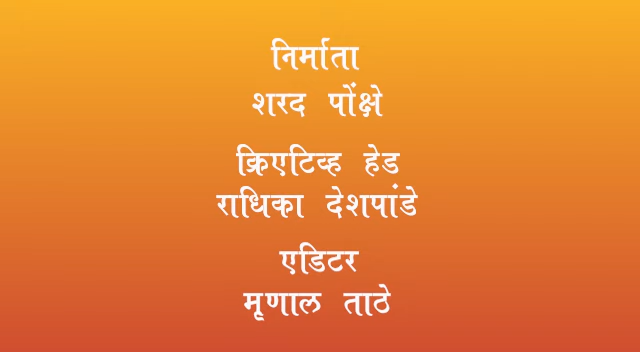 निर्माता
शरद पोंक्षे
क्रिएटिव्ह हेड
राधिका देशपांडे
एडिटर
मृणाल ताठे